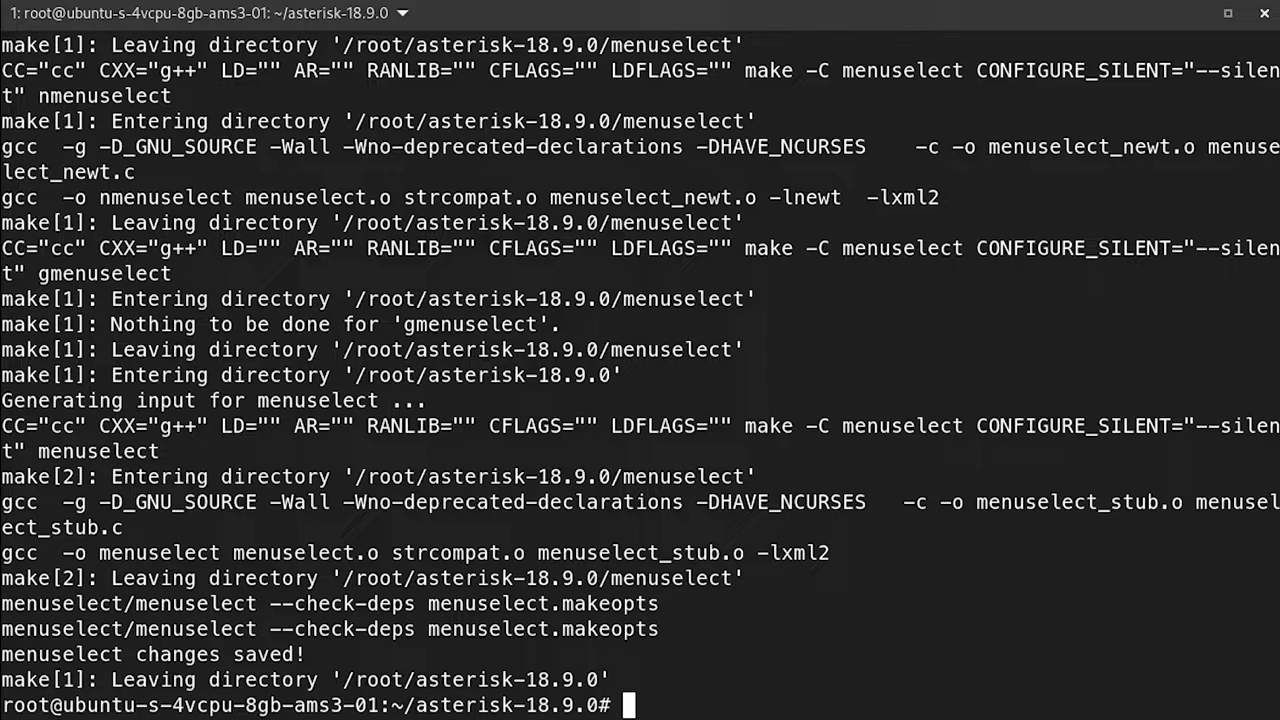 1: root@ubuntu-s-4vcpu-8gb-ams3-01: ~/asterisk-18.9.0
make[1]: Leaving directory '/root/asterisk-18.9.0/menuselect'
CC="cc" CXX="g++" LD="" AR="" RANLIB="" CFLAGS="" LDFLAGS="" make -C menuselect CONFIGURE_SILENT="--silen
t" nmenuselect
make[1]: Entering directory '/root/asterisk-18.9.0/menuselect'
gcc  -g -D_GNU_SOURCE -Wall -Wno-deprecated-declarations -DHAVE_NCURSES    -c -o menuselect_newt.o menuse
lect_newt.c
gcc  -o nmenuselect menuselect.o strcompat.o menuselect_newt.o -lnewt  -lxml2
make[1]: Leaving directory '/root/asterisk-18.9.0/menuselect'
CC="cc" CXX="g++" LD="" AR="" RANLIB="" CFLAGS="" LDFLAGS="" make -C menuselect CONFIGURE_SILENT="--silen
t" gmenuselect
make[1]: Entering directory '/root/asterisk-18.9.0/menuselect'
make[1]: Nothing to be done for 'gmenuselect'.
make[1]: Leaving directory '/root/asterisk-18.9.0/menuselect'
make[1]: Entering directory '/root/asterisk-18.9.0'
Generating input for menuselect ...
CC="cc" CXX="g++" LD="" AR="" RANLIB="" CFLAGS="" LDFLAGS="" make -C menuselect CONFIGURE_SILENT="--silen
t" menuselect
make[2]: Entering directory '/root/asterisk-18.9.0/menuselect'
gcc  -g -D_GNU_SOURCE -Wall -Wno-deprecated-declarations -DHAVE_NCURSES   -c -o menuselect_stub.o menusel
ect_stub.c
gcc  -o menuselect menuselect.o strcompat.o menuselect_stub.o -lxml2
make[2]: Leaving directory '/root/asterisk-18.9.0/menuselect'
menuselect/menuselect --check-deps menuselect.makeopts
menuselect/menuselect --check-deps menuselect.makeopts
menuselect changes saved!
make[1]: Leaving directory '/root/asterisk-18.9.0'
root@ubuntu-s-4vcpu-8gb-ams3-01:~/asterisk-18.9.0#